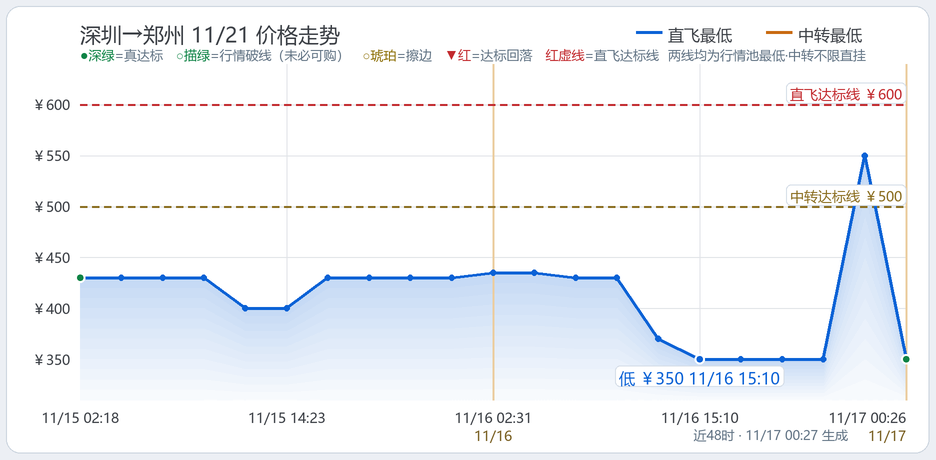 深圳→郑州 11/21 价格走势
直飞最低 中转最低
●深绿=真达标 ○描绿=行情破线（未必可购） ○琥珀=擦边 ▼红=达标回落 红虚线=直飞达标线 两线均为行情池最低·中转不限直挂
¥600
直飞达标线 ¥600
¥550
¥500
中转达标线 ¥500
¥450
¥400
¥350
低 ¥350 11/16 15:10
11/15 02:18 11/15 14:23 11/16 02:31 11/16 15:10 11/17 00:26
11/16 近48时 · 11/17 00:27 生成 11/17